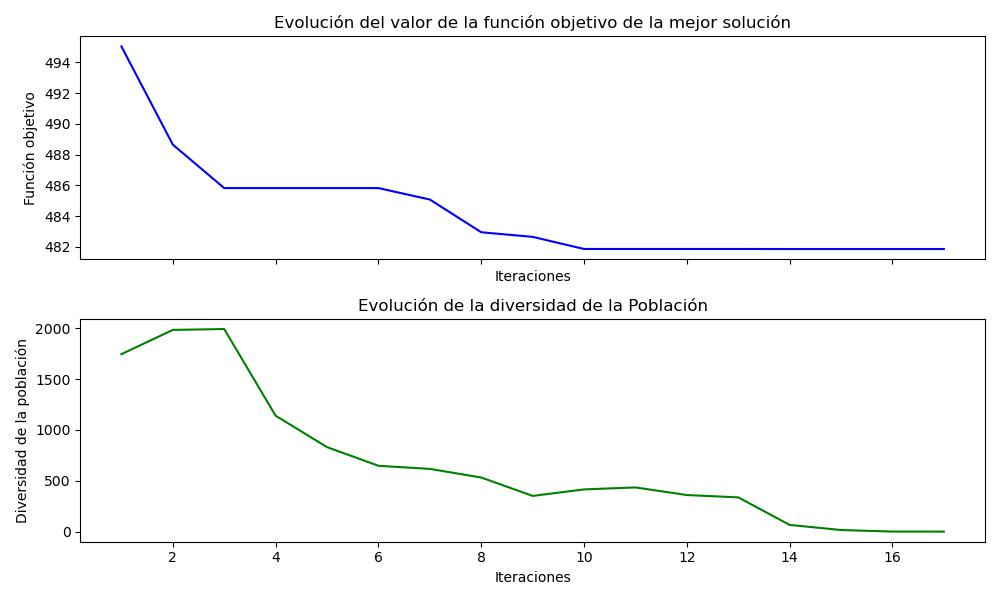 Evolución del valor de la función objetivo de la mejor solución
494
492
490
488
486
484
482
Función objetivo
Iteraciones
Evolución de la diversidad de la Población
2000
1500
1000
500
0
Diversidad de la población
2 4 6 8 10 12 14 16
Iteraciones